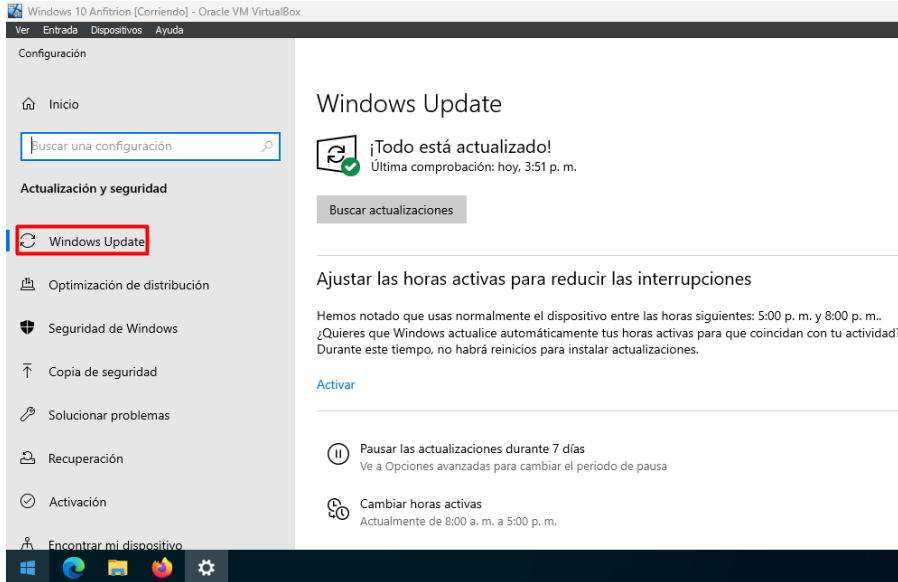 Windows 10 Anfitrion [Corriendo] - Oracle VM VirtualBox
Ver Entrada Dispositivos Ayuda
Configuración
Inicio
Buscar una configuración
Actualización y seguridad
Windows Update
Optimización de distribución
Seguridad de Windows
Copia de seguridad
Solucionar problemas
Recuperación
Activación
Encontrar mi dispositivo
Windows Update
¡Todo está actualizado!
Última comprobación: hoy, 3:51 p. m.
Buscar actualizaciones
Ajustar las horas activas para reducir las interrupciones
Hemos notado que usas normalmente el dispositivo entre las horas siguientes: 5:00 p. m. y 8:00 p. m..
¿Quieres que Windows actualice automáticamente tus horas activas para que coincidan con tu actividad?
Durante este tiempo, no habrá reinicios para instalar actualizaciones.
Activar
Pausar las actualizaciones durante 7 días
Ve a Opciones avanzadas para cambiar el periodo de pausa
Cambiar horas activas
Actualmente de 8:00 a. m. a 5:00 p. m.